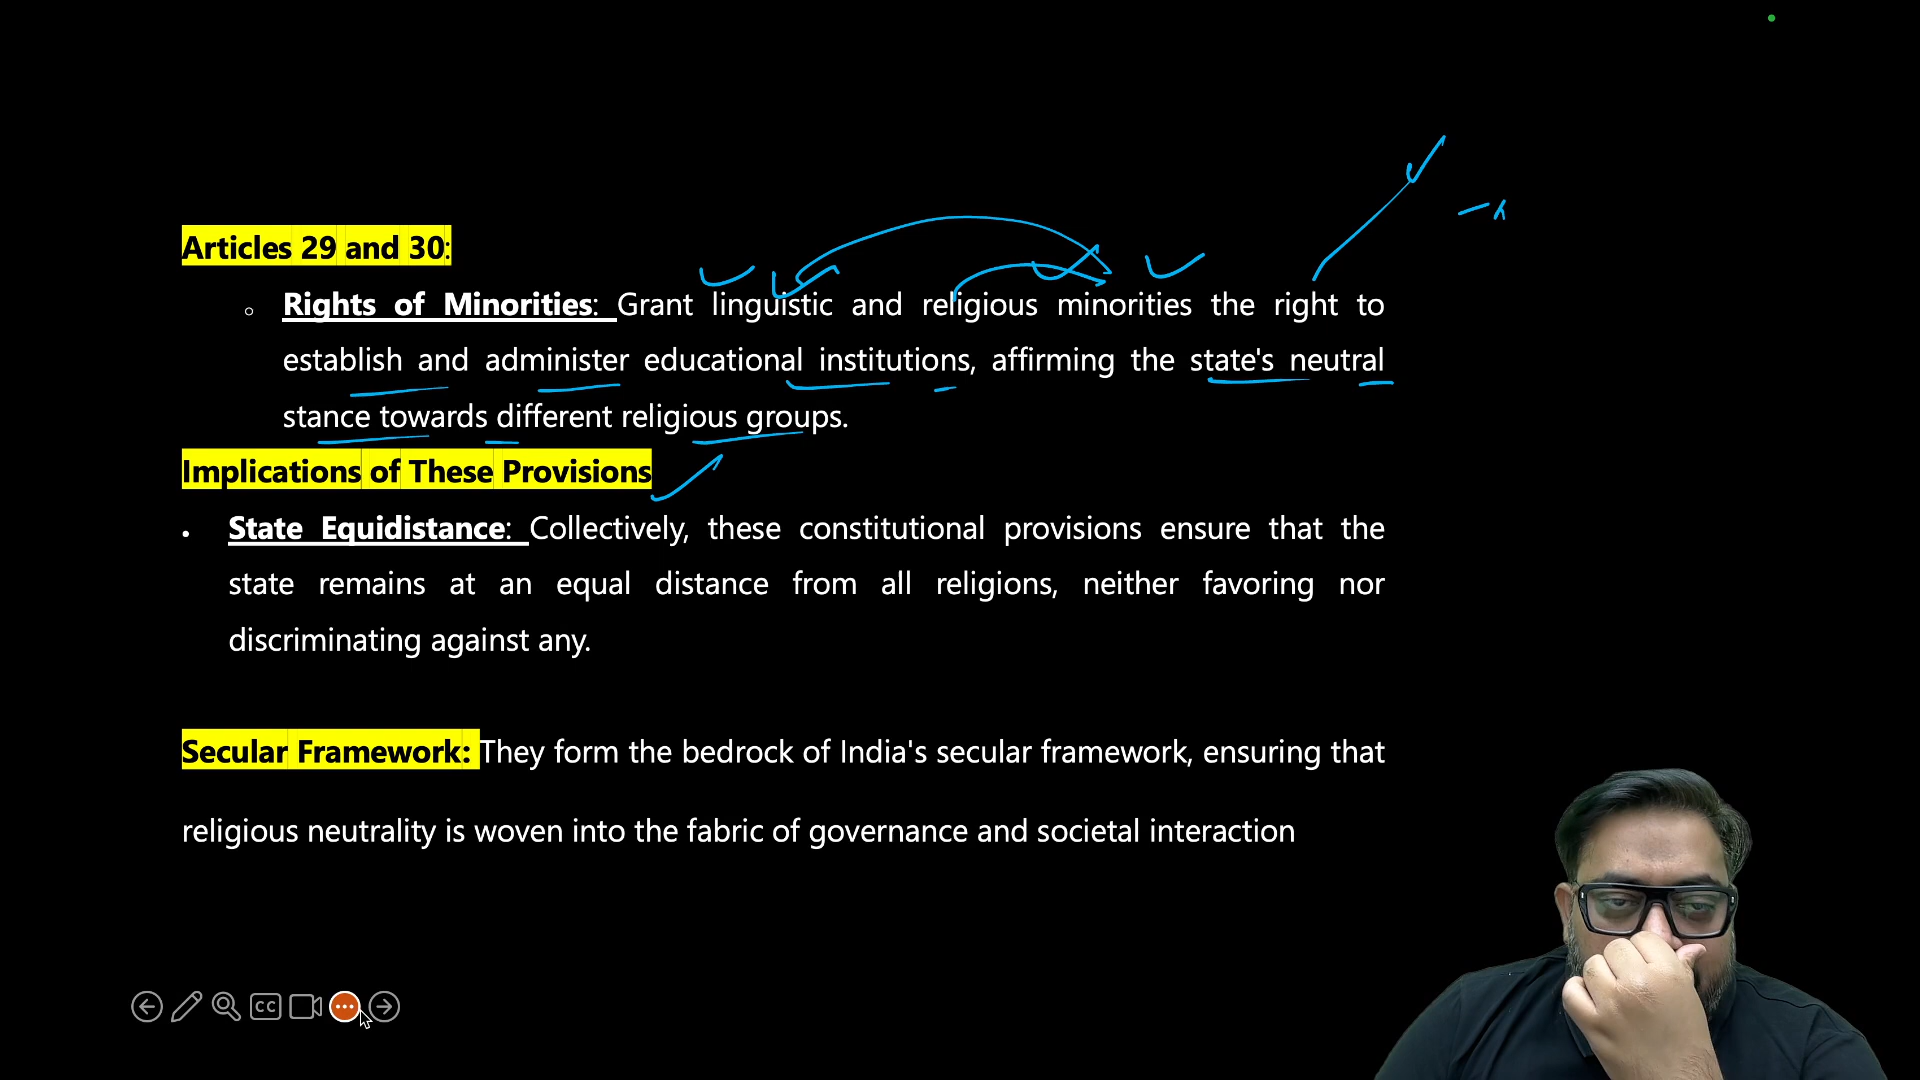 Articles 29 and 30:
Rights of Minorities: Grant linguistic and religious minorities the right to
establish and administer educational institutions, affirming the state's neutral
stance towards different religious groups.
Implications of These Provisions
State Equidistance: Collectively, these constitutional provisions ensure that the
state remains at an equal distance from all religions, neither favoring nor
discriminating against any.
Secular Framework: They form the bedrock of India's secular framework, ensuring that
religious neutrality is woven into the fabric of governance and societal interaction
CC